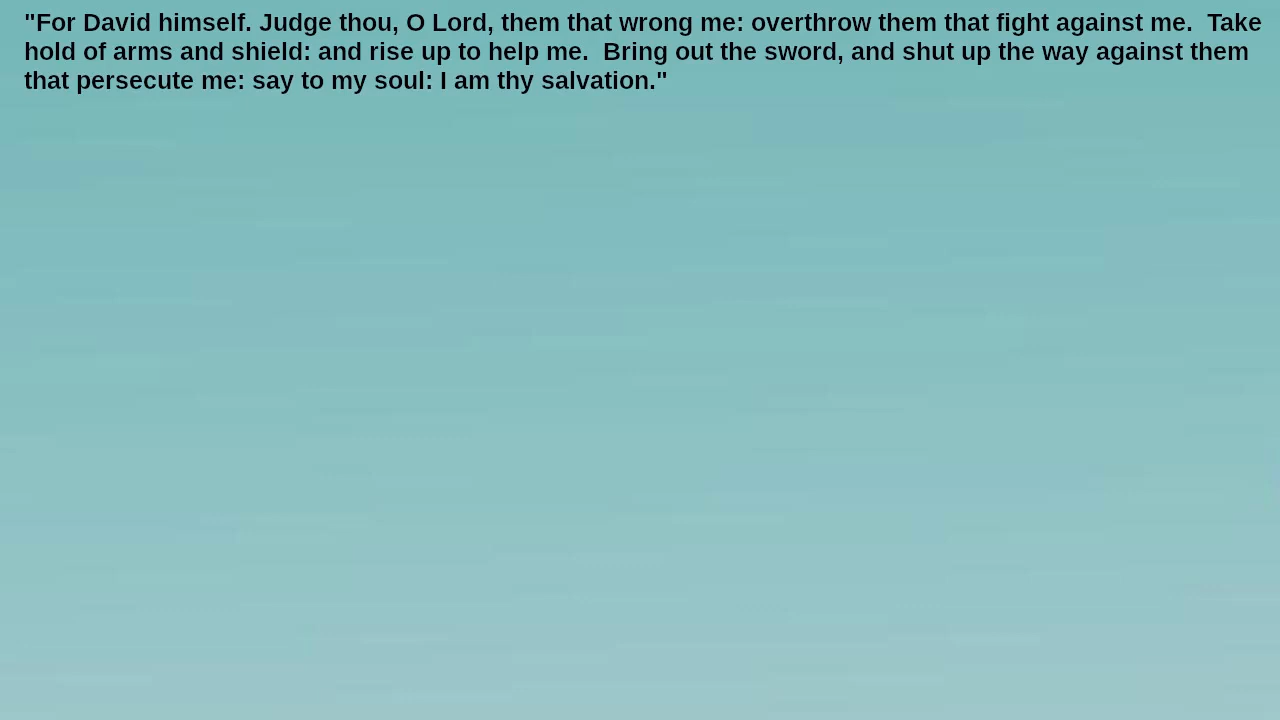 "For David himself. Judge thou, O Lord, them that wrong me: overthrow them that fight against me.  Take
hold of arms and shield: and rise up to help me.  Bring out the sword, and shut up the way against them
that persecute me: say to my soul: I am thy salvation."